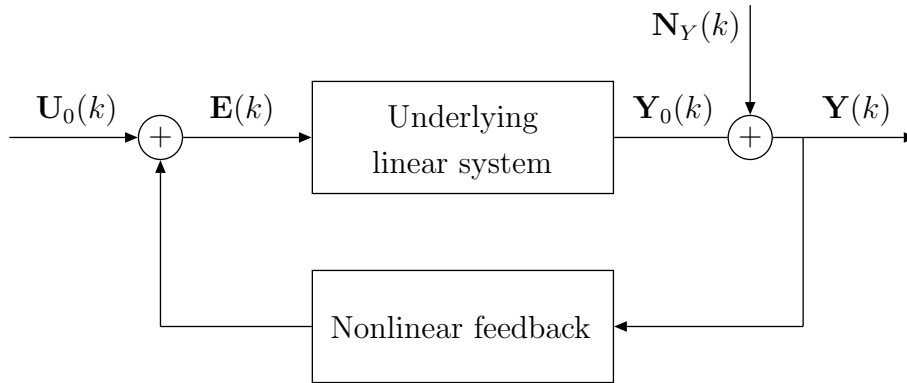 N_Y(k)
U_0(k)
E(k)
Underlying
linear system
Y_0(k)
Y(k)
+
+
Nonlinear feedback